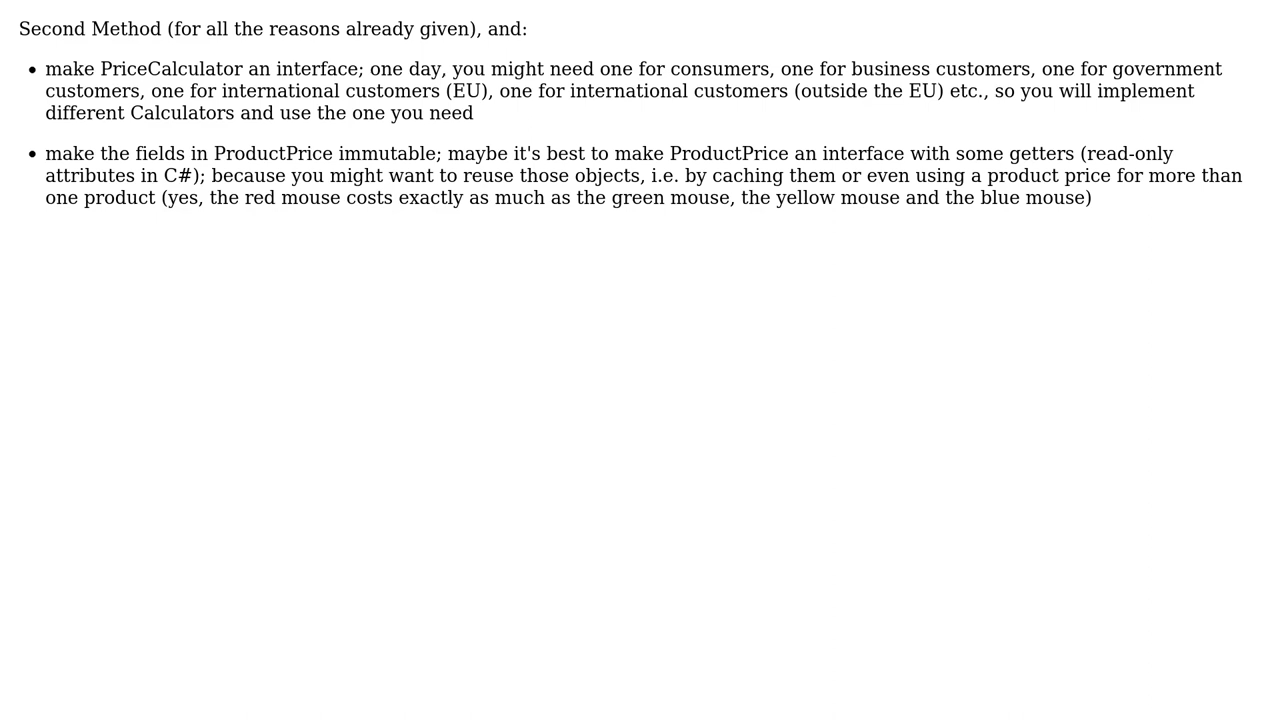 Second Method (for all the reasons already given), and:
• make PriceCalculator an interface; one day, you might need one for consumers, one for business customers, one for government
customers, one for international customers (EU), one for international customers (outside the EU) etc., so you will implement
different Calculators and use the one you need
• make the fields in ProductPrice immutable; maybe it's best to make ProductPrice an interface with some getters (read-only
attributes in C#); because you might want to reuse those objects, i.e. by caching them or even using a product price for more than
one product (yes, the red mouse costs exactly as much as the green mouse, the yellow mouse and the blue mouse)